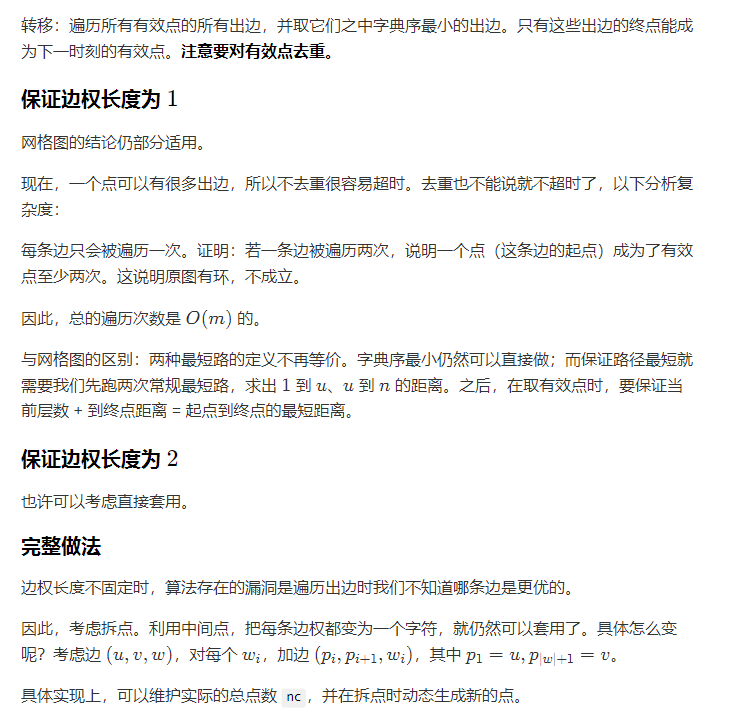 转移：遍历所有有效点的所有出边，并取它们之中字典序最小的出边。只有这些出边的终点能成
为下一时刻的有效点。注意要对有效点去重。
保证边权长度为 1
网格图的结论仍部分适用。
现在，一个点可以有很多出边，所以不去重很容易超时。去重也不能说就不超时了，以下分析复
杂度：
每条边只会被遍历一次。证明：若一条边被遍历两次，说明一个点（这条边的起点）成为了有效
点至少两次。这说明原图有环，不成立。
因此，总的遍历次数是 O(m) 的。
与网格图的区别：两种最短路的定义不再等价。字典序最小仍然可以直接做；而保证路径最短就
需要我们先跑两次常规最短路，求出 1 到 u、u 到 n 的距离。之后，在取有效点时，要保证当
前层数 + 到终点距离 = 起点到终点的最短距离。
保证边权长度为 2
也许可以考虑直接套用。
完整做法
边权长度不固定时，算法存在的漏洞是遍历出边时我们不知道哪条边是更优的。
因此，考虑拆点。利用中间点，把每条边权都变为一个字符，就仍然可以套用了。具体怎么变
呢？考虑边 (u, v, w)，对每个 w_i，加边 (p_i, p_{i+1}, w_i)，其中 p_1 = u, p_{|w|+1} = v。
具体实现上，可以维护实际的总点数 nc，并在拆点时动态生成新的点。